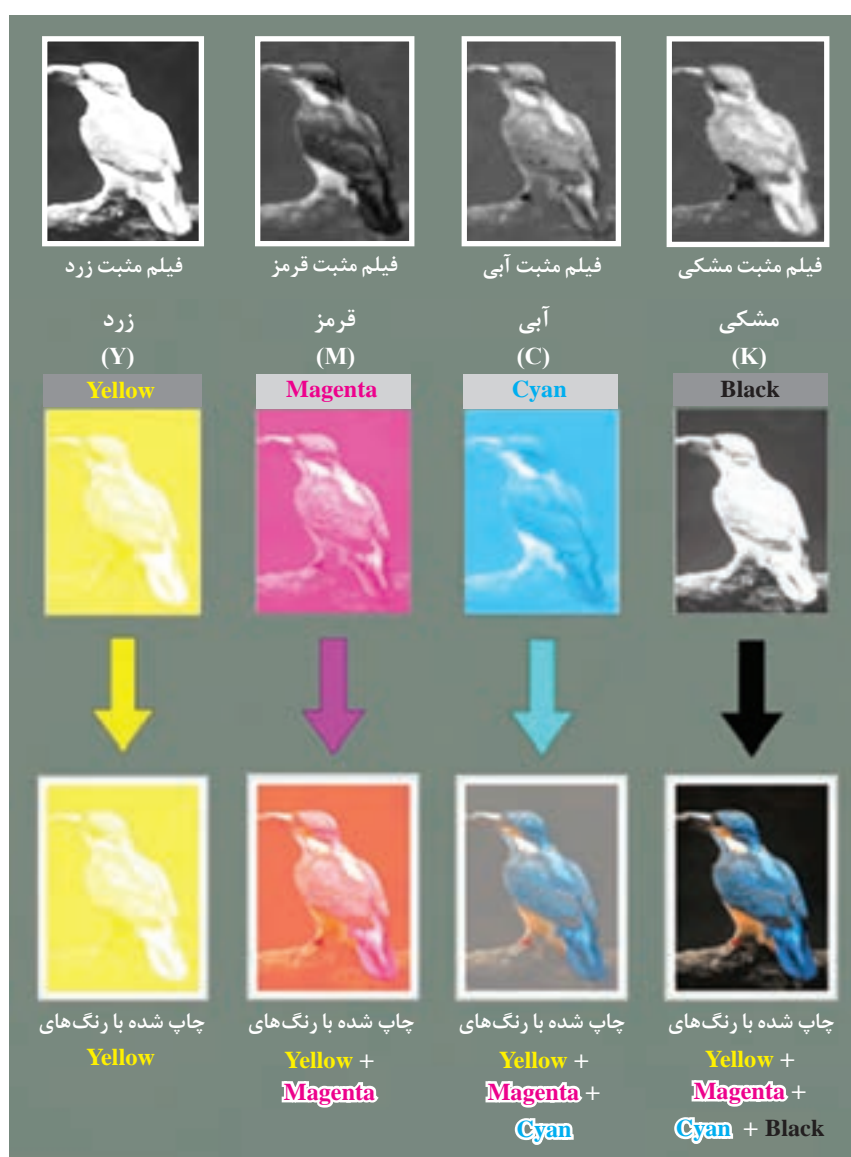 فیلم مثبت زرد
فیلم مثبت قرمز
فیلم مثبت آبی
فیلم مثبت مشکی
زرد
قرمز
آبی
مشکی
(Y)
(M)
(C)
(K)
Yellow
Magenta
Cyan
Black
چاپ شده با رنگ‌های
Yellow
چاپ شده با رنگ‌های
Yellow +
Magenta
چاپ شده با رنگ‌های
Yellow +
Magenta +
Cyan
چاپ شده با رنگ‌های
Yellow +
Magenta +
Cyan + Black